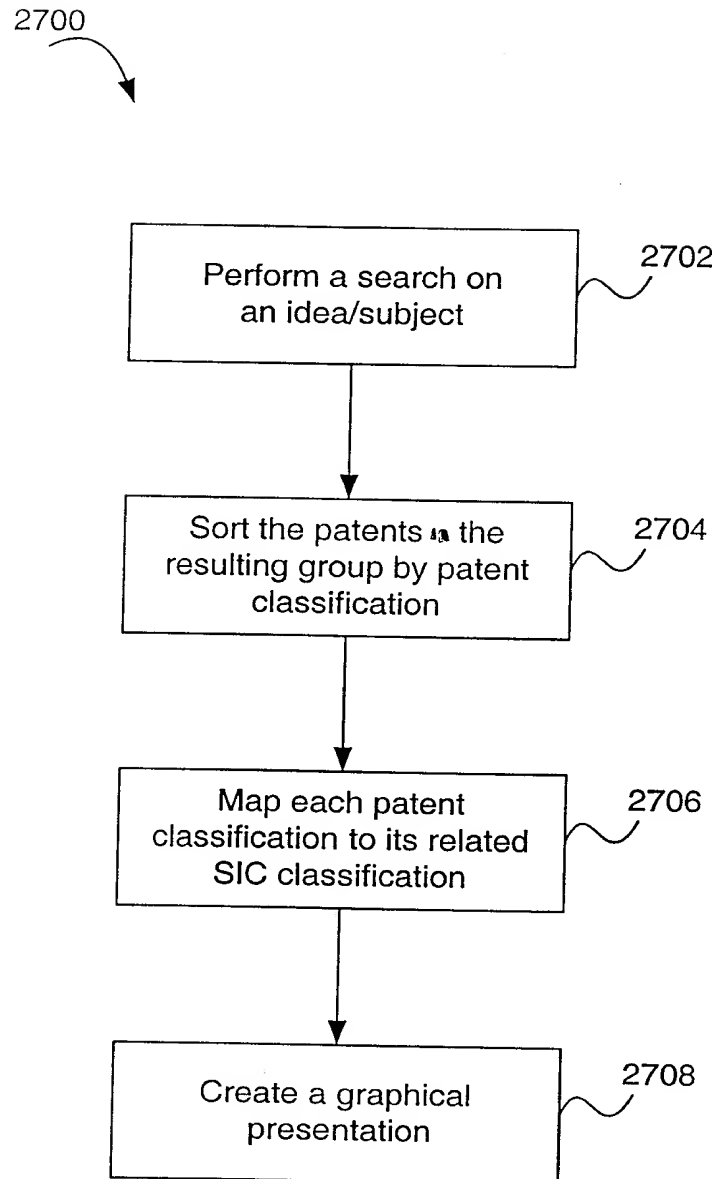 2700
Perform a search on
an idea/subject
2702
Sort the patents in the
resulting group by patent
classification
2704
Map each patent
classification to its related
SIC classification
2706
Create a graphical
presentation
2708